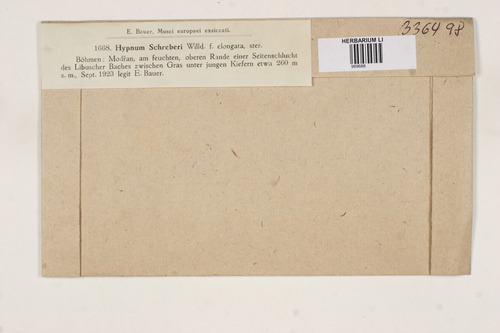 E. Bauer, Musci europaei exsiccati.
1668. Hypnum Schreberi Willd. f. elongata, ster.
Böhmen: Modřan, am feuchten, oberen Rande einer Seitenschlucht
des Libuscher Baches zwischen Gras unter jungen Kiefern etwa 260 m
s. m., Sept. 1923 legit E. Bauer.
336498
HERBARIUM LI